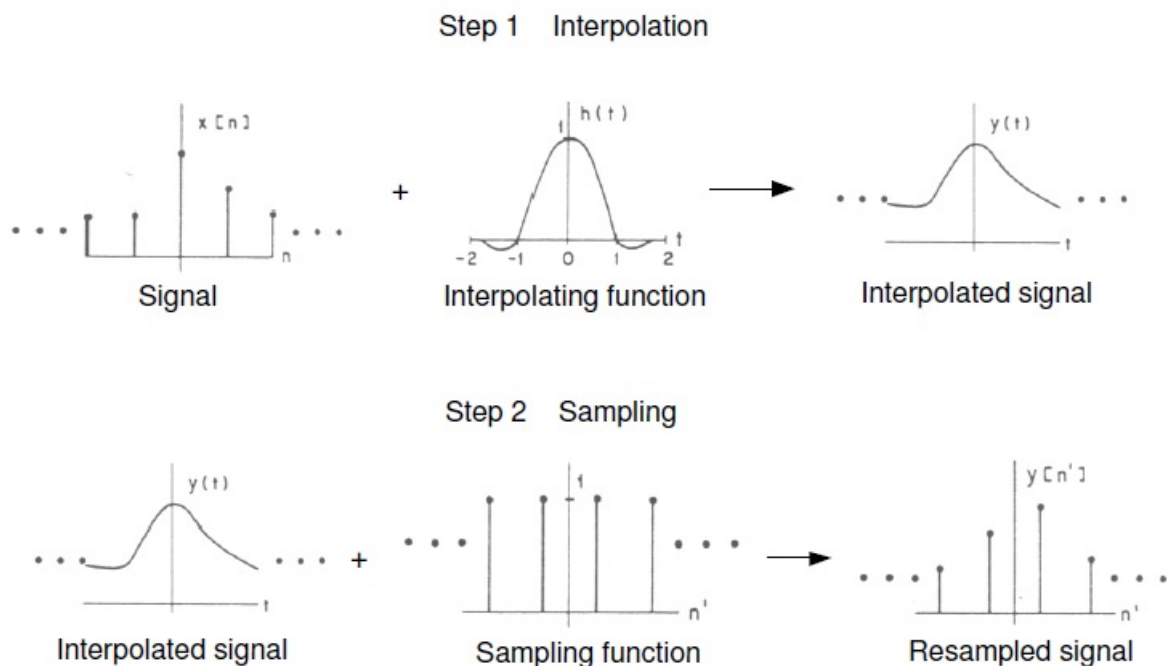 Step 1 Interpolation
x [n]
n
Signal
+
h(t)
1
t
-2 -1 0 1 2
Interpolating function
y(t)
t
Interpolated signal
Step 2 Sampling
y(t)
t
Interpolated signal
+
1
n'
Sampling function
y [n']
n'
Resampled signal